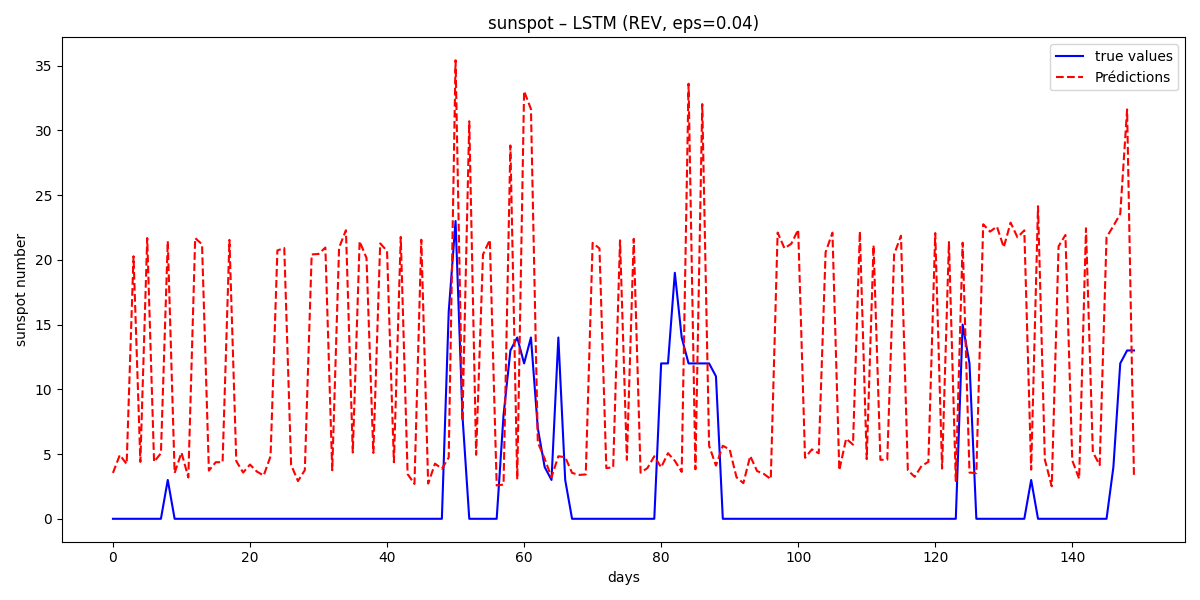 sunspot – LSTM (REV, eps=0.04)
true values
Prédictions
sunspot number
35
30
25
20
15
10
5
0
0 20 40 60 80 100 120 140
days